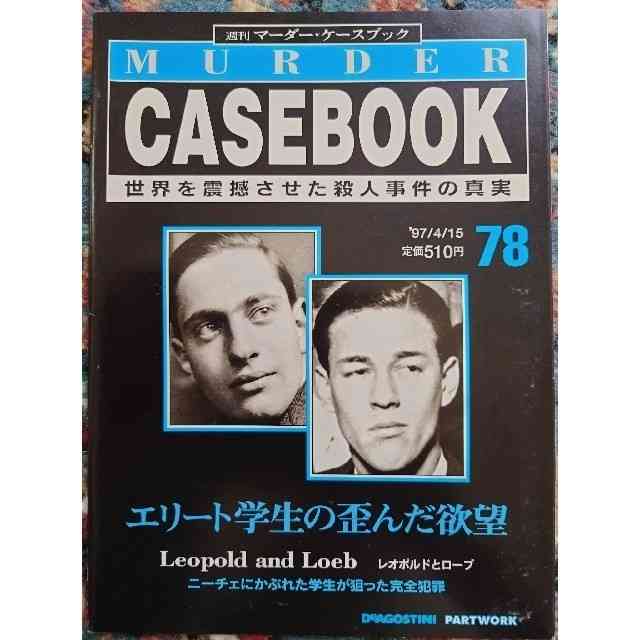 週刊 マーダー・ケースブック
MURDER
CASEBOOK
世界を震撼させた殺人事件の真実
'97/4/15
定価510円
78
エリート学生の歪んだ欲望
Leopold and Loeb レオポルドとローブ
ニーチェにかぶれた学生が狙った完全犯罪
DeAGOSTINI PARTWORK